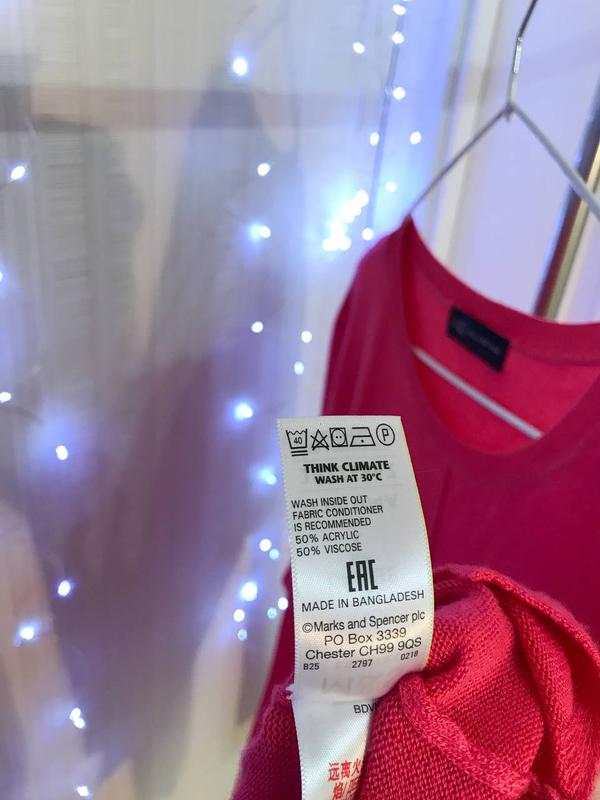 40 P
THINK CLIMATE
WASH AT 30°C
WASH INSIDE OUT
FABRIC CONDITIONER
IS RECOMMENDED
50% ACRYLIC
50% VISCOSE
EAC
MADE IN BANGLADESH
©Marks and Spencer plc
PO Box 3339
Chester CH99 9QS
B25 2797 0218
远离火